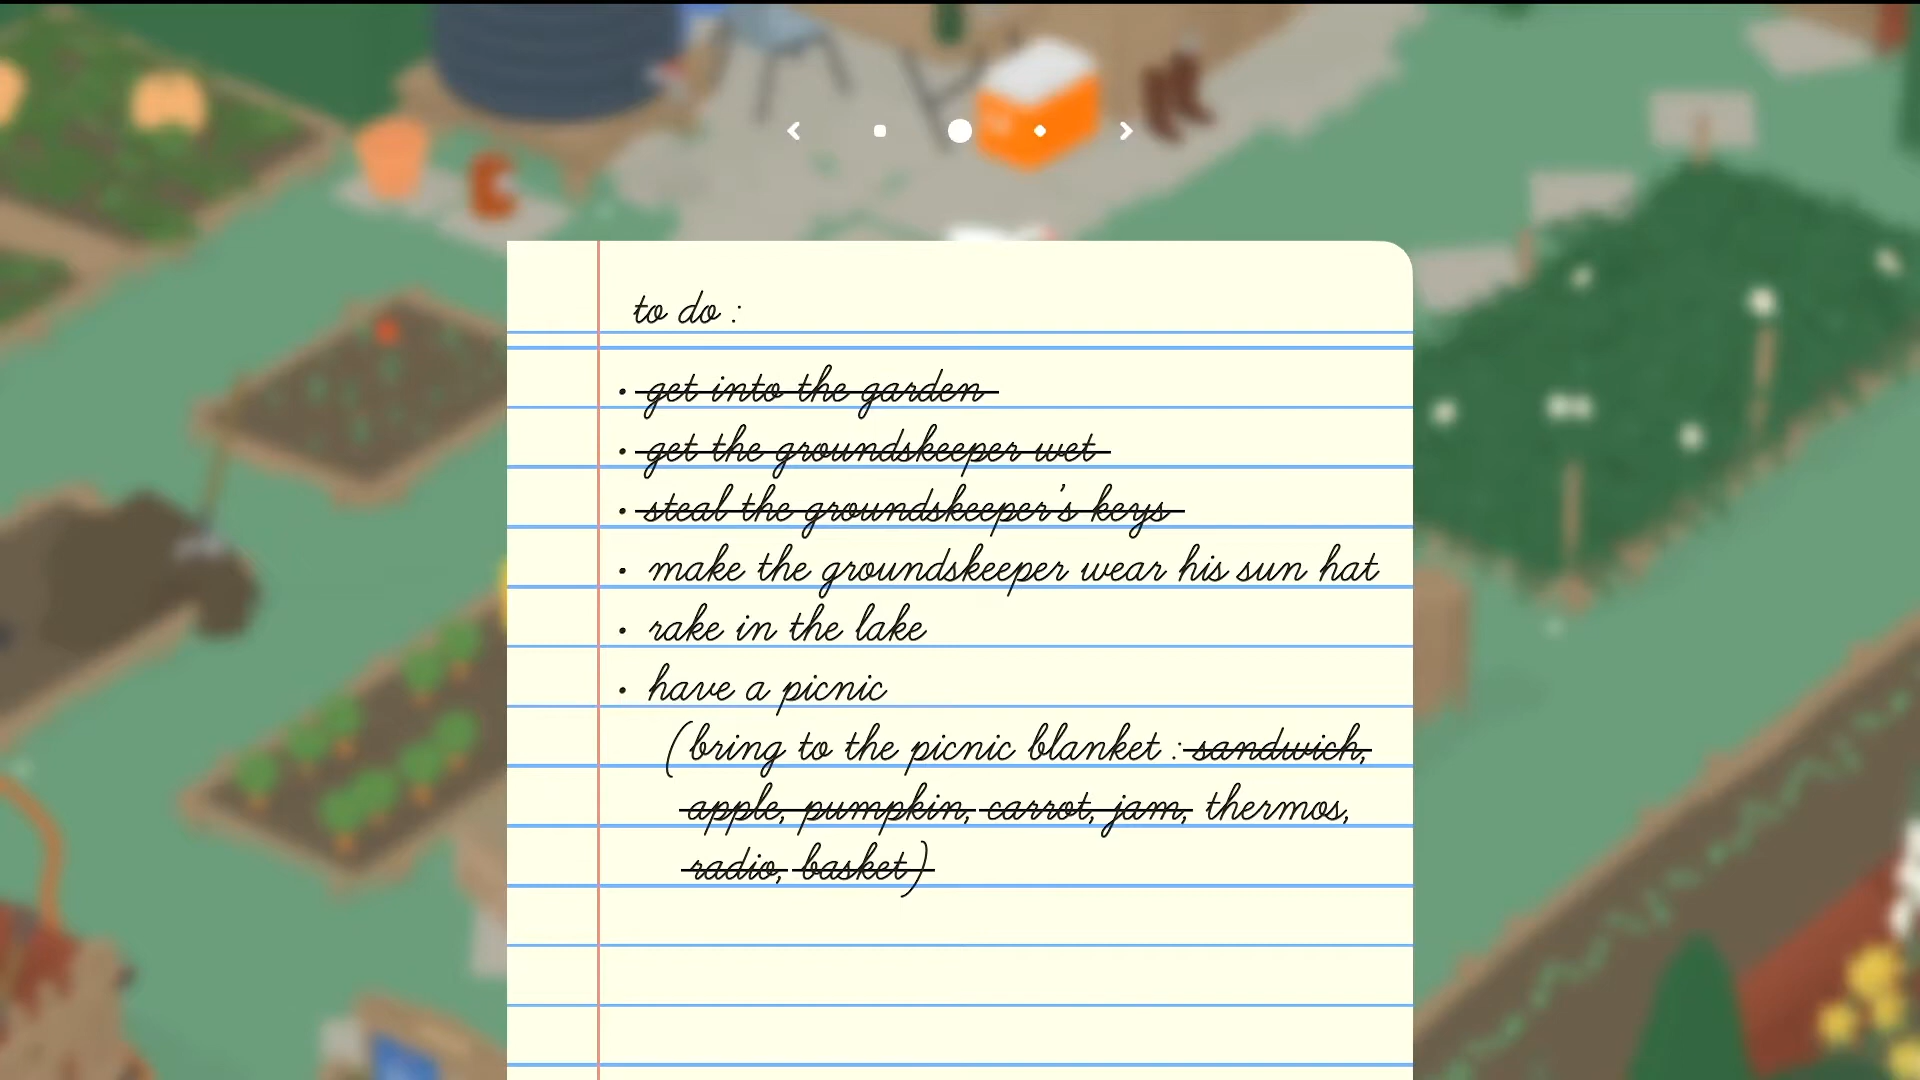 to do :
• get into the garden
• get the groundskeeper wet
• steal the groundskeeper's keys
• make the groundskeeper wear his sun hat
• rake in the lake
• have a picnic
(bring to the picnic blanket : sandwich,
apple, pumpkin, carrot, jam, thermos,
radio, basket)